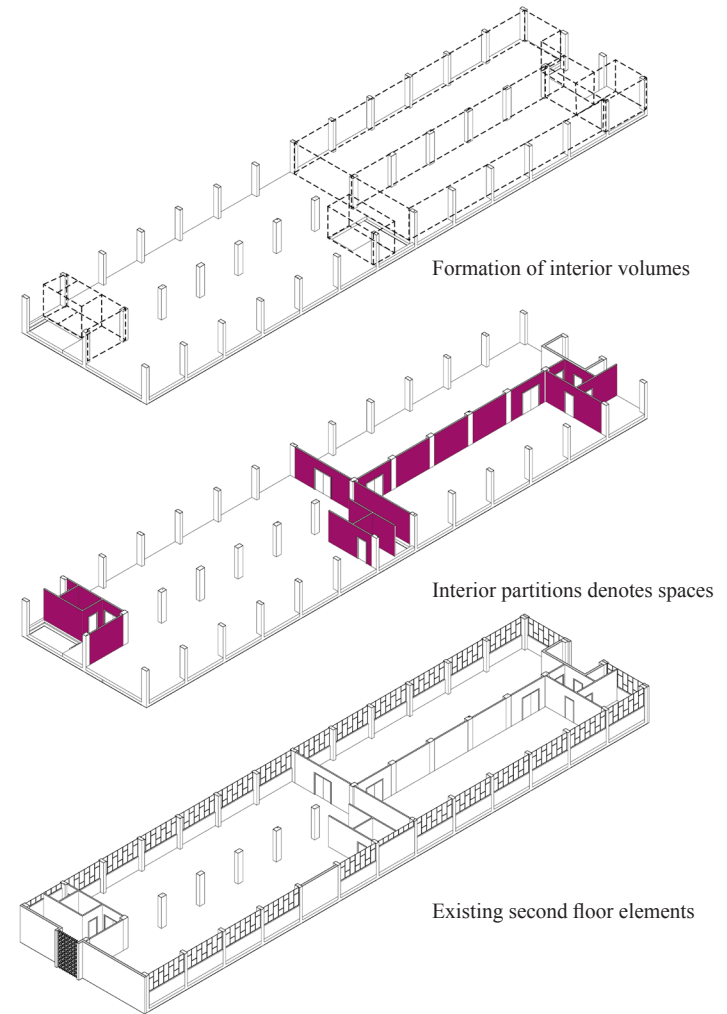 Formation of interior volumes
Interior partitions denotes spaces
Existing second floor elements